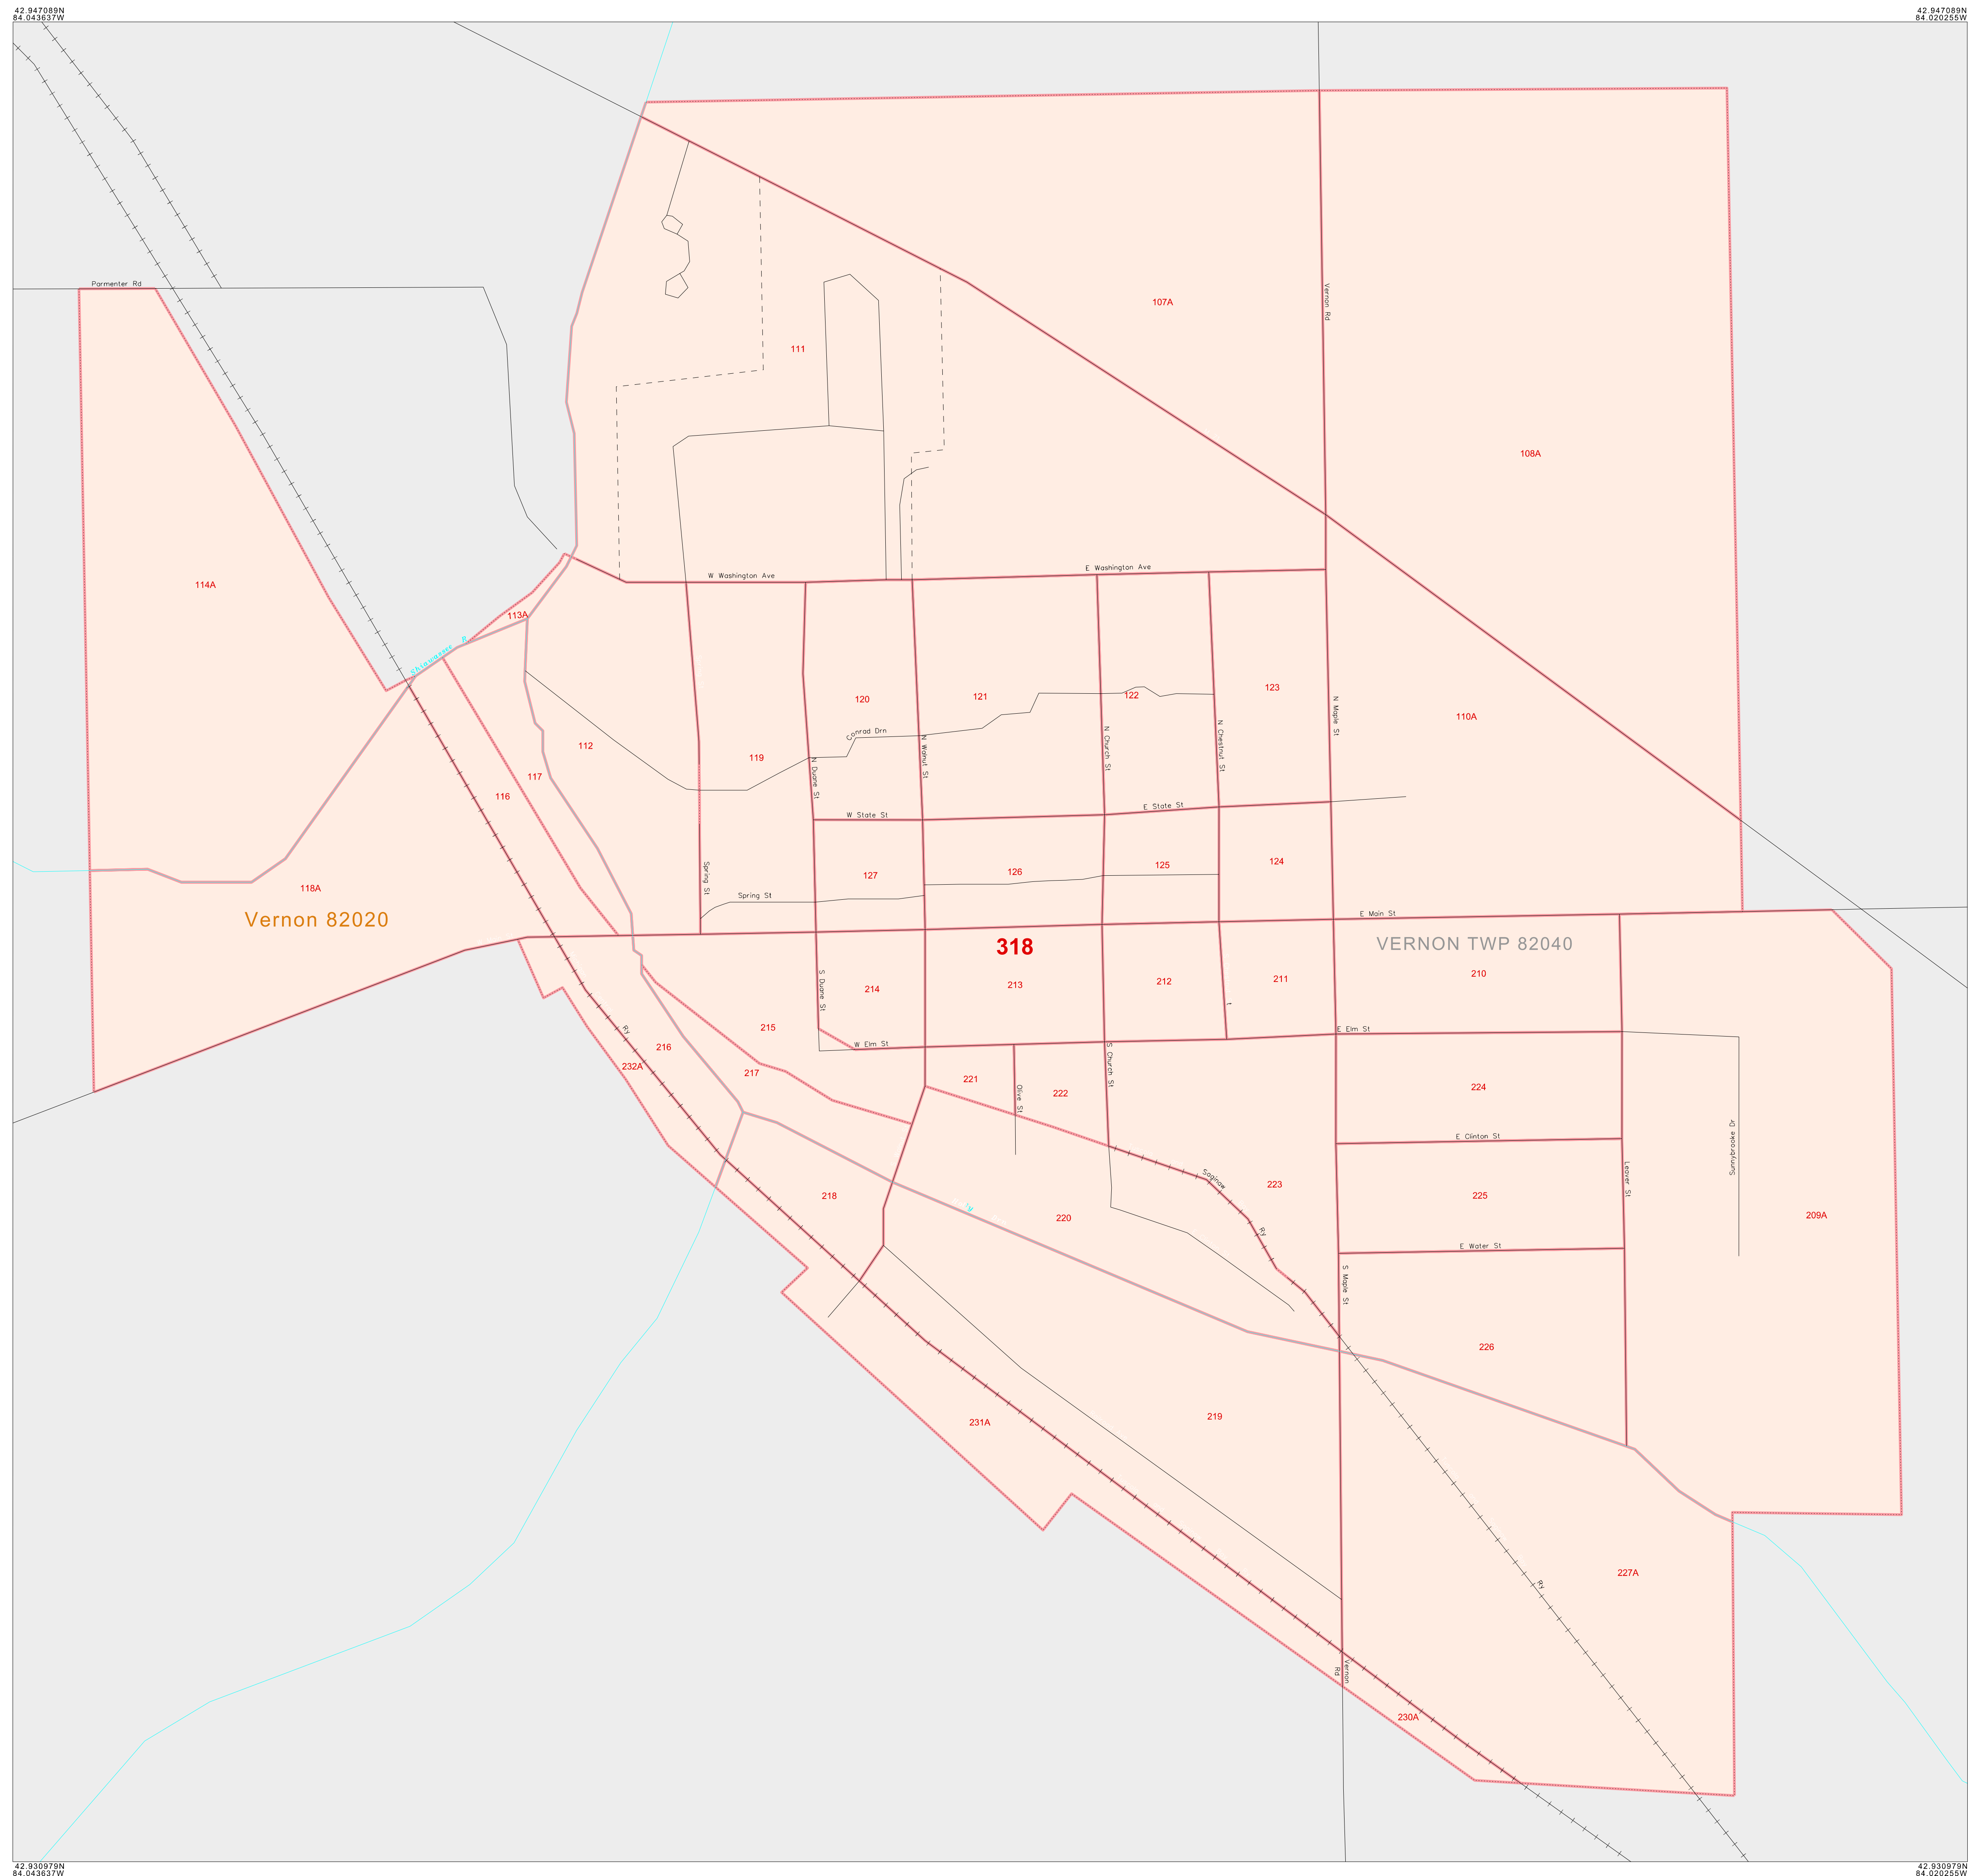 42.947089N
84.043637W
42.947089N
84.020255W
Parmenter Rd
Vernon Rd
107A
111
108A
W Washington Ave
E Washington Ave
114A
113A
Shiawassee R
120
121
122
123
N Maple St
110A
Conrad Drn
N Walnut St
N Church St
N Chestnut St
112
119
N Duane St
117
116
W State St
E State St
Spring St
127
126
125
124
118A
Spring St
Vernon 82020
E Main St
318
VERNON TWP 82040
214
S Duane St
213
212
211
210
215
Ry
E Elm St
W Elm St
216
232A
217
221
222
Olive St
S Church St
224
E Clinton St
Sunnybrooke Dr
Leaver St
Saginaw
Ry
223
218
220
225
209A
E Water St
S Maple St
226
231A
219
227A
Ry
Vernon
Rd
230A
42.930979N
84.043637W
42.930979N
84.020255W